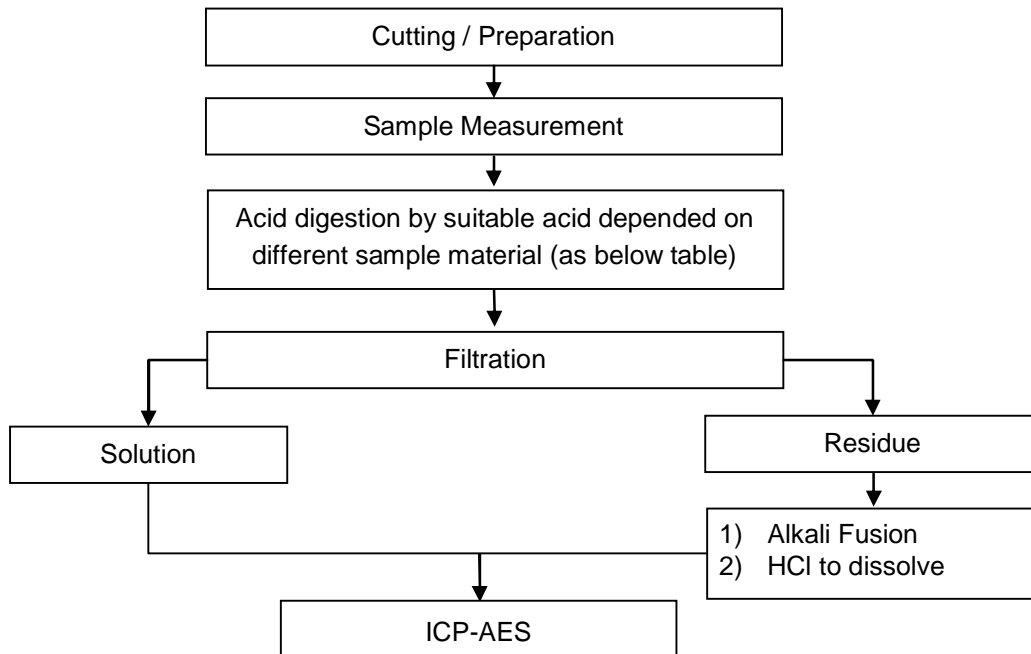 Cutting / Preparation
Sample Measurement
Acid digestion by suitable acid depended on
different sample material (as below table)
Filtration
Solution
Residue
1) Alkali Fusion
2) HCl to dissolve
ICP-AES